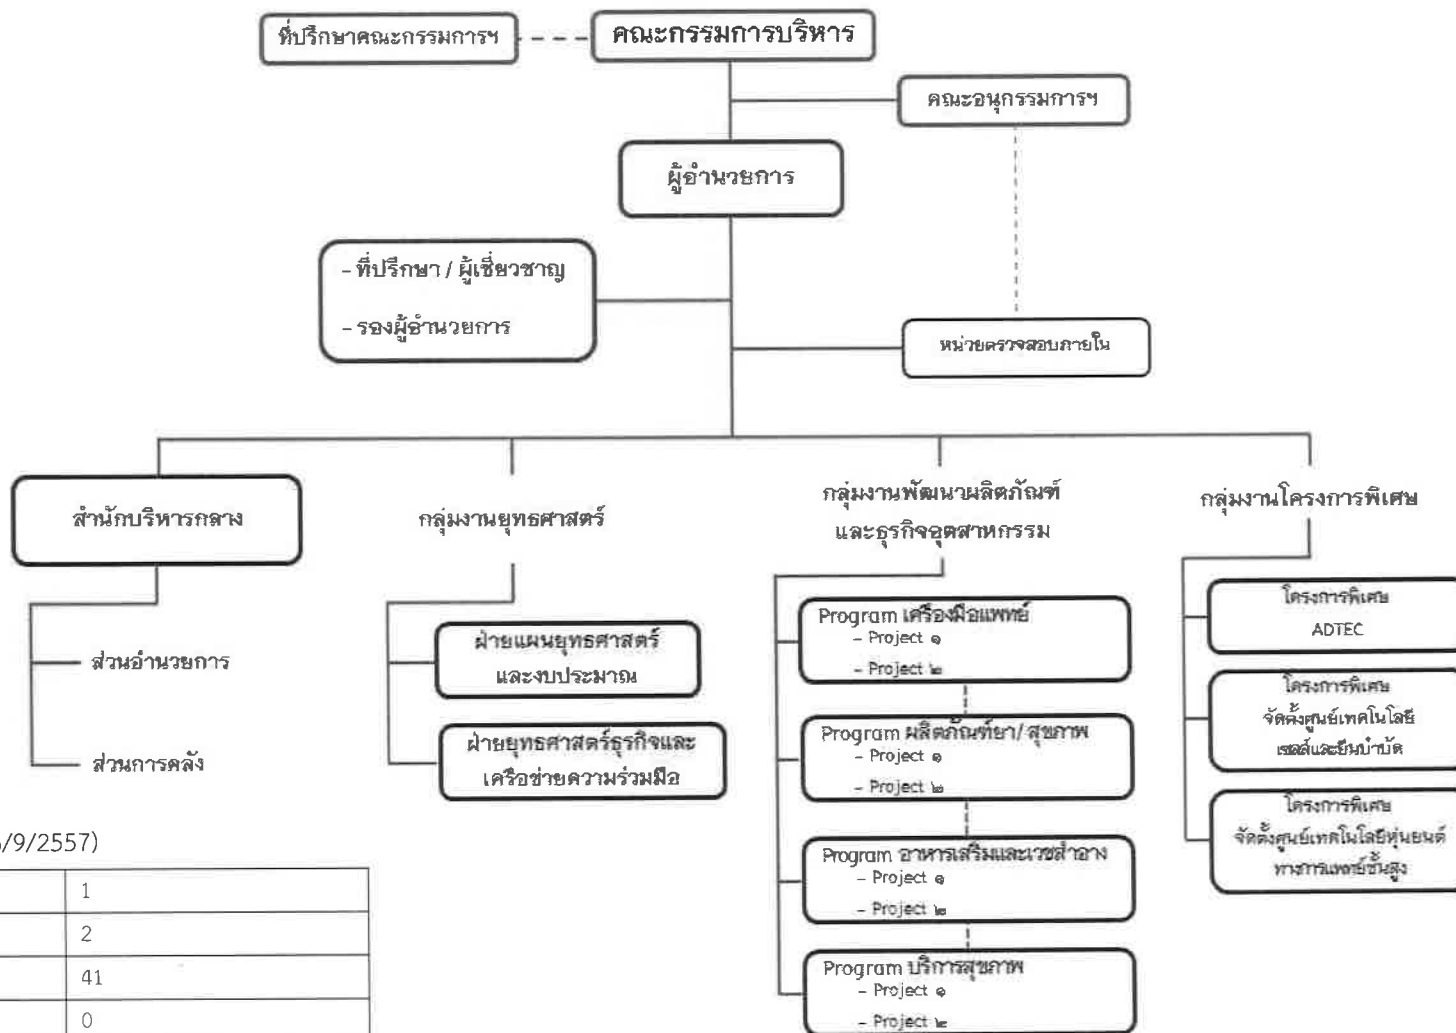 ที่ปรึกษาคณะกรรมการฯ
คณะกรรมการบริหาร
คณะอนุกรรมการฯ
ผู้อำนวยการ
- ที่ปรึกษา / ผู้เชี่ยวชาญ
- รองผู้อำนวยการ
หน่วยตรวจสอบภายใน
สำนักบริหารกลาง
ส่วนอำนวยการ
ส่วนการคลัง
กลุ่มงานยุทธศาสตร์
ฝ่ายแผนยุทธศาสตร์
และงบประมาณ
ฝ่ายยุทธศาสตร์ธุรกิจและ
เครือข่ายความร่วมมือ
กลุ่มงานพัฒนาผลิตภัณฑ์
และธุรกิจอุตสาหกรรม
Program เครื่องมือแพทย์
- Project ๑
- Project ๒
Program ผลิตภัณฑ์ยา/ สุขภาพ
- Project ๑
- Project ๒
Program อาหารเสริมและเวชสำอาง
- Project ๑
- Project ๒
Program บริการสุขภาพ
- Project ๑
- Project ๒
กลุ่มงานโครงการพิเศษ
โครงการพิเศษ
ADTEC
โครงการพิเศษ
จัดตั้งศูนย์เทคโนโลยี
เซลล์และยีนบำบัด
โครงการพิเศษ
จัดตั้งศูนย์เทคโนโลยีหุ่นยนต์
ทางการแพทย์ชั้นสูง
/9/2557)
1
2
41
0